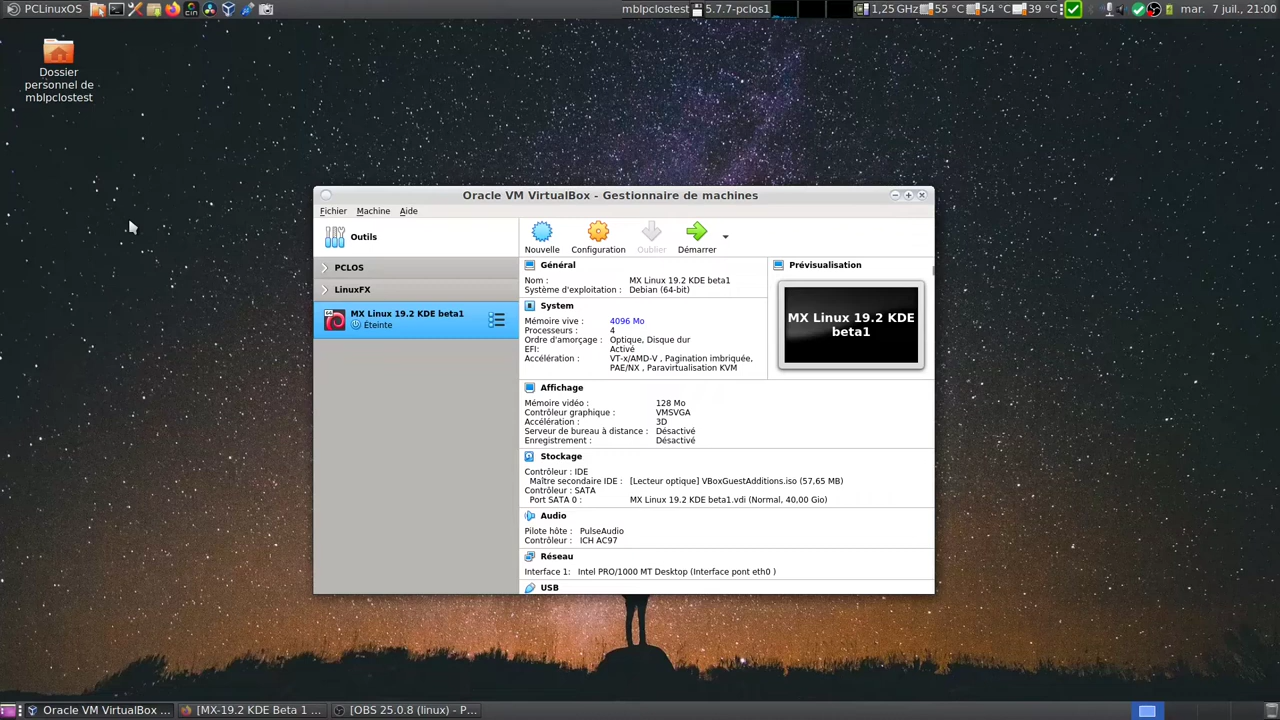 PCLinuxOS
mblpclostest
5.7.7-pclos1
1,25 GHz
55 °C
54 °C
39 °C
mar. 7 juil., 21:00
Dossier
personnel de
mblpclostest
Oracle VM VirtualBox - Gestionnaire de machines
Fichier
Machine
Aide
Outils
PCLOS
LinuxFX
MX Linux 19.2 KDE beta1
Éteinte
Nouvelle
Configuration
Oublier
Démarrer
Général
Nom : MX Linux 19.2 KDE beta1
Système d'exploitation : Debian (64-bit)
System
Mémoire vive : 4096 Mo
Processeurs : 4
Ordre d'amorçage : Optique, Disque dur
EFI: Activé
Accélération : VT-x/AMD-V , Pagination imbriquée,
PAE/NX , Paravirtualisation KVM
Prévisualisation
MX Linux 19.2 KDE
beta1
Affichage
Mémoire vidéo : 128 Mo
Contrôleur graphique : VMSVGA
Accélération : 3D
Serveur de bureau à distance : Désactivé
Enregistrement : Désactivé
Stockage
Contrôleur : IDE
Maître secondaire IDE : [Lecteur optique] VBoxGuestAdditions.iso (57,65 MB)
Contrôleur : SATA
Port SATA 0 : MX Linux 19.2 KDE beta1.vdi (Normal, 40,00 Gio)
Audio
Pilote hôte : PulseAudio
Contrôleur : ICH AC97
Réseau
Interface 1: Intel PRO/1000 MT Desktop (Interface pont eth0 )
USB
Oracle VM VirtualBox ...
[MX-19.2 KDE Beta 1 ...
[OBS 25.0.8 (linux) - P...